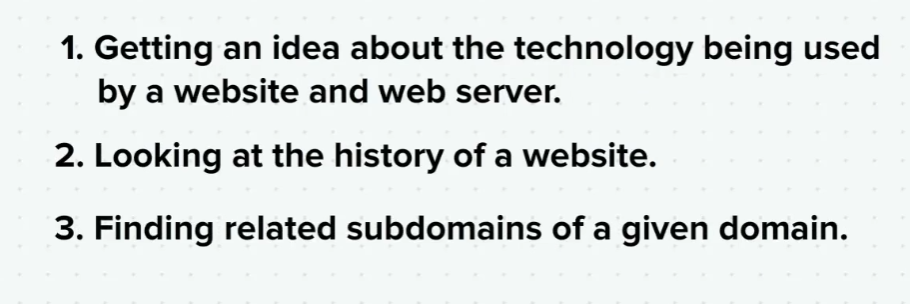 1. Getting an idea about the technology being used
by a website and web server.
2. Looking at the history of a website.
3. Finding related subdomains of a given domain.